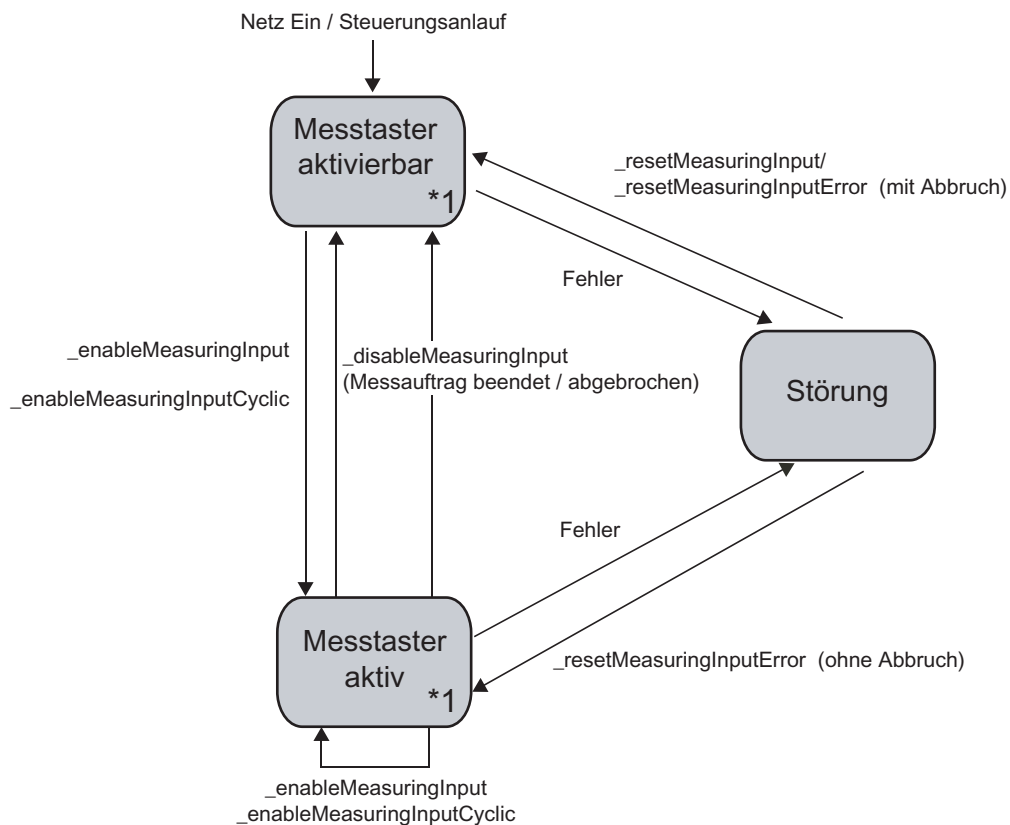 Netz Ein / Steuerungsanlauf
Messtaster
aktivierbar
*1
_resetMeasuringInput/
_resetMeasuringInputError (mit Abbruch)
Fehler
_enableMeasuringInput
_enableMeasuringInputCyclic
_disableMeasuringInput
(Messauftrag beendet / abgebrochen)
Störung
Fehler
Messtaster
aktiv
*1
_resetMeasuringInputError (ohne Abbruch)
_enableMeasuringInput
_enableMeasuringInputCyclic